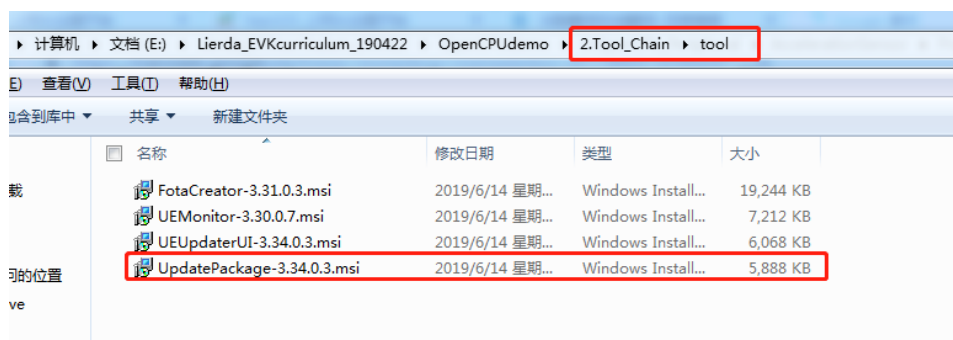 计算机 ▸ 文档 (E:) ▸ Lierda_EVKcurriculum_190422 ▸ OpenCPUdemo ▸ 2.Tool_Chain ▸ tool
E) 查看(V) 工具(T) 帮助(H)
含到库中 ▾ 共享 ▾ 新建文件夹
名称 修改日期 类型 大小
载 FotaCreator-3.31.0.3.msi 2019/6/14 星期... Windows Install... 19,244 KB
UEMonitor-3.30.0.7.msi 2019/6/14 星期... Windows Install... 7,212 KB
UEUpdaterUI-3.34.0.3.msi 2019/6/14 星期... Windows Install... 6,068 KB
的位置 UpdatePackage-3.34.0.3.msi 2019/6/14 星期... Windows Install... 5,888 KB
ve